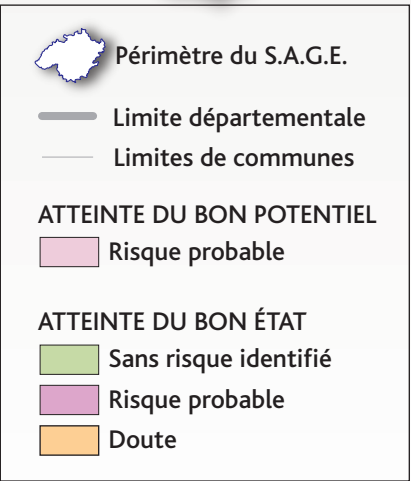 Périmètre du S.A.G.E.
Limite départementale
Limites de communes
ATTEINTE DU BON POTENTIEL
Risque probable
ATTEINTE DU BON ÉTAT
Sans risque identifié
Risque probable
Doute